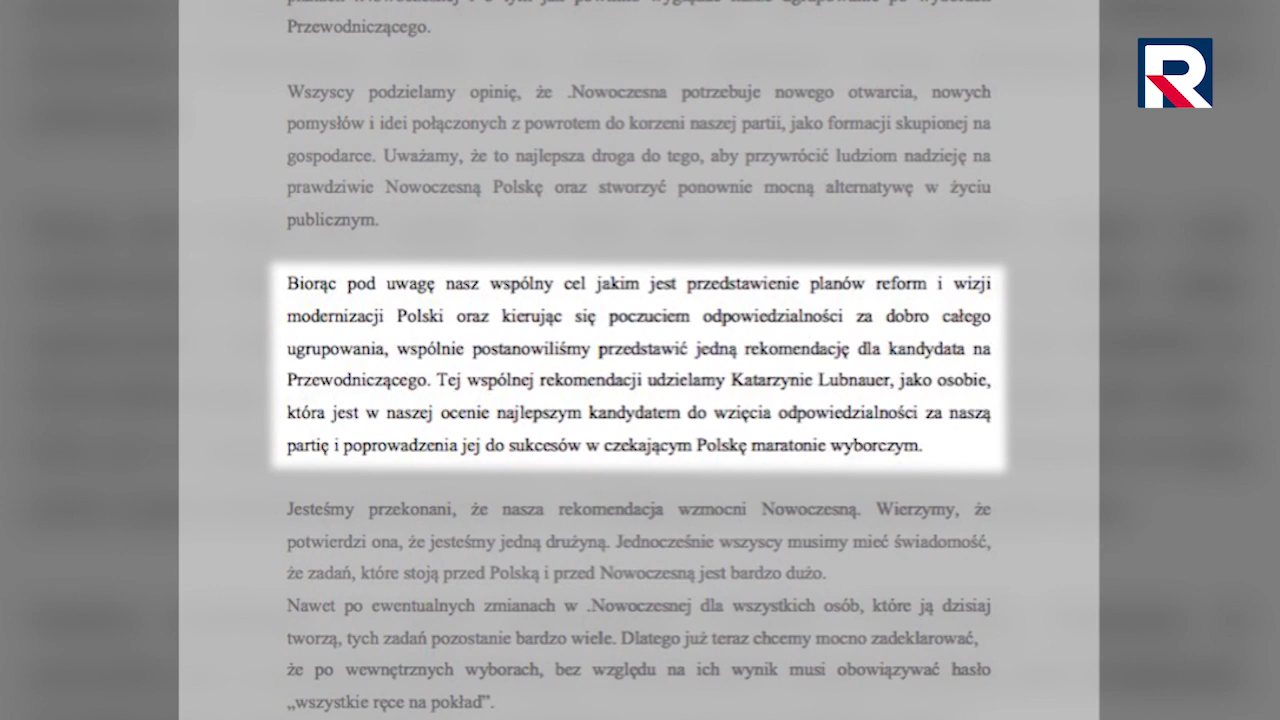 Przewodniczącego.
Wszyscy podzielamy opinię, że .Nowoczesna potrzebuje nowego otwarcia, nowych
pomysłów i idei połączonych z powrotem do korzeni naszej partii, jako formacji skupionej na
gospodarce. Uważamy, że to najlepsza droga do tego, aby przywrócić ludziom nadzieję na
prawdziwie Nowoczesną Polskę oraz stworzyć ponownie mocną alternatywę w życiu
publicznym.
Biorąc pod uwagę nasz wspólny cel jakim jest przedstawienie planów reform i wizji
modernizacji Polski oraz kierując się poczuciem odpowiedzialności za dobro całego
ugrupowania, wspólnie postanowiliśmy przedstawić jedną rekomendację dla kandydata na
Przewodniczącego. Tej wspólnej rekomendacji udzielamy Katarzynie Lubnauer, jako osobie,
która jest w naszej ocenie najlepszym kandydatem do wzięcia odpowiedzialności za naszą
partię i poprowadzenia jej do sukcesów w czekającym Polskę maratonie wyborczym.
Jesteśmy przekonani, że nasza rekomendacja wzmocni Nowoczesną. Wierzymy, że
potwierdzi ona, że jesteśmy jedną drużyną. Jednocześnie wszyscy musimy mieć świadomość,
że zadań, które stoją przed Polską i przed Nowoczesną jest bardzo dużo.
Nawet po ewentualnych zmianach w .Nowoczesnej dla wszystkich osób, które ją dzisiaj
tworzą, tych zadań pozostanie bardzo wiele. Dlatego już teraz chcemy mocno zadeklarować,
że po wewnętrznych wyborach, bez względu na ich wynik musi obowiązywać hasło
„wszystkie ręce na pokład”.
R